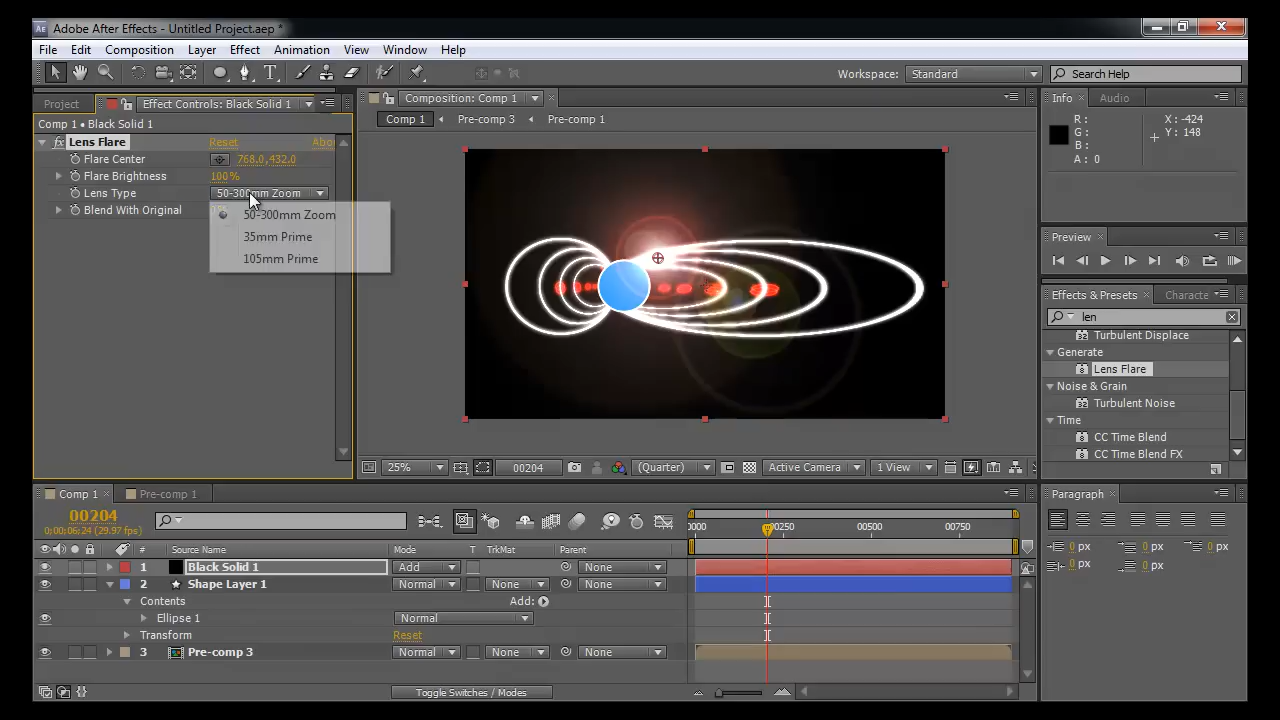 Adobe After Effects - Untitled Project.aep *
File Edit Composition Layer Effect Animation View Window Help
Workspace: Standard Search Help
Project Effect Controls: Black Solid 1
Comp 1 • Black Solid 1
fx Lens Flare Reset Abo
Flare Center 768.0,432.0
Flare Brightness 100%
Lens Type 50-300mm Zoom
Blend With Original
50-300mm Zoom
35mm Prime
105mm Prime
Composition: Comp 1
Comp 1 Pre-comp 3 Pre-comp 1
25% 00204 (Quarter) Active Camera 1 View
Info Audio
R : X : -424
G : Y : 148
B :
A : 0
Preview
Effects & Presets Characte
len
Turbulent Displace
Generate
Lens Flare
Noise & Grain
Turbulent Noise
Time
CC Time Blend
CC Time Blend FX
Comp 1 Pre-comp 1
00204
0;00;06;24 (29.97 fps)
# Source Name Mode T TrkMat Parent
0000 00250 00500 00750
1 Black Solid 1 Add None
2 Shape Layer 1 Normal None None
Contents Add:
Ellipse 1 Normal
Transform Reset
3 Pre-comp 3 Normal None None
Toggle Switches / Modes
Paragraph
0 px 0 px 0 px
0 px 0 px